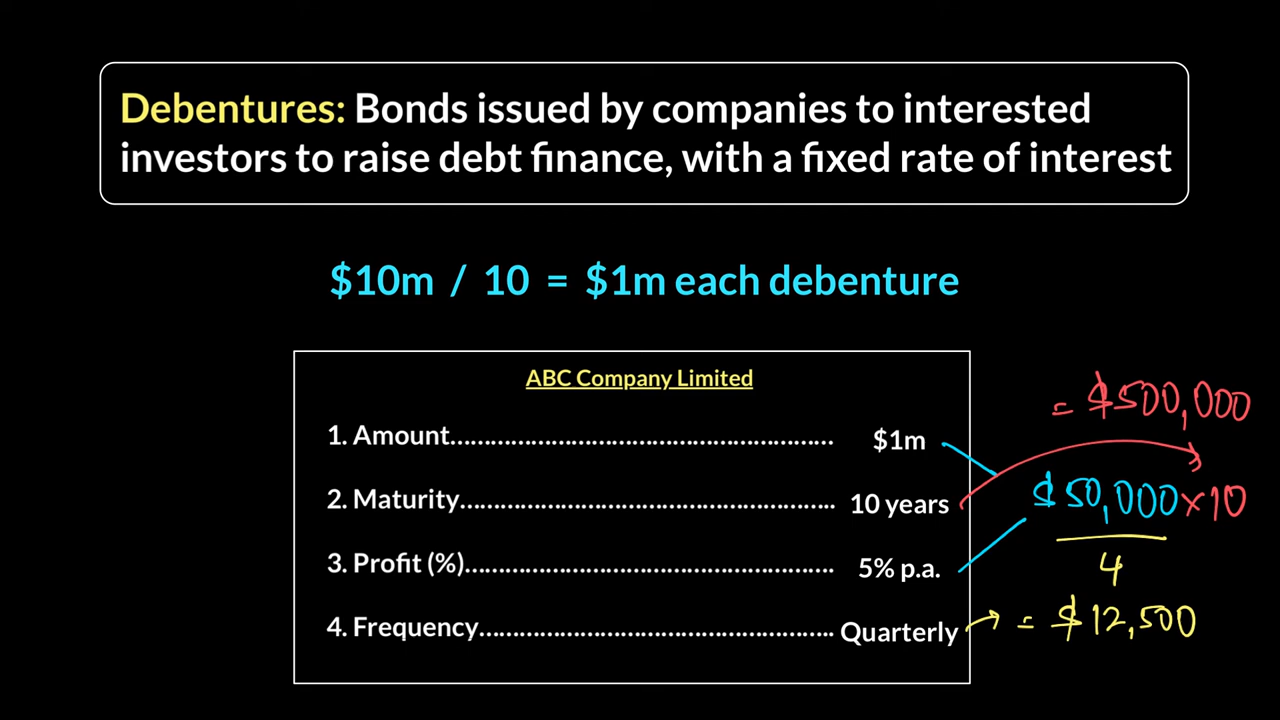 Debentures: Bonds issued by companies to interested
investors to raise debt finance, with a fixed rate of interest
$10m / 10 = $1m each debenture
ABC Company Limited
1. Amount.......................................................... $1m
2. Maturity......................................................... 10 years
3. Profit (%)........................................................ 5% p.a.
4. Frequency...................................................... Quarterly
= $500,000
$50,000 × 10
4
= $12,500